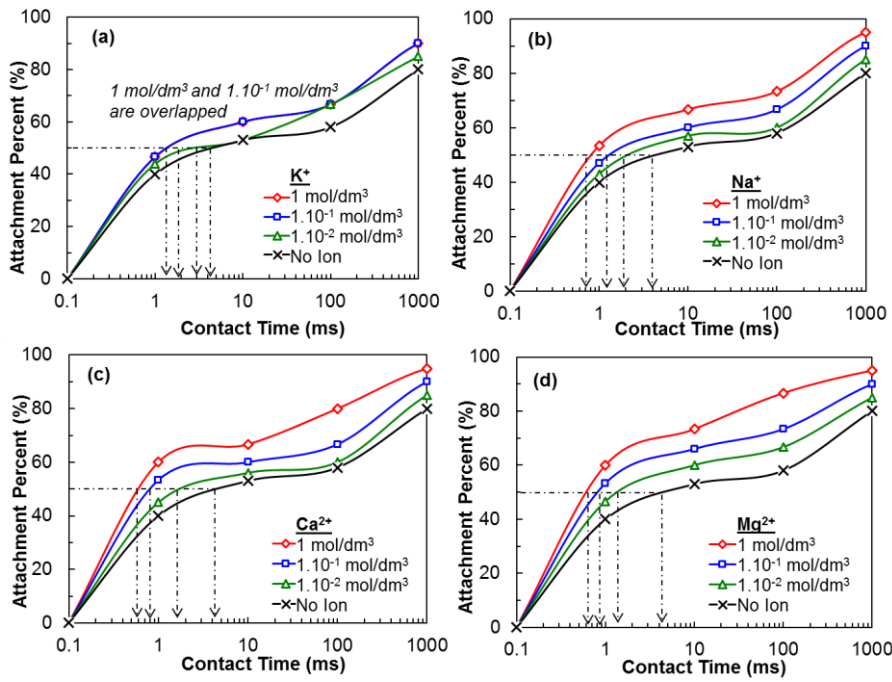 100
80
60
40
20
0
Attachment Percent (%)
(a)
1 mol/dm³ and 1.10⁻¹ mol/dm³
are overlapped
K⁺
1 mol/dm³
1.10⁻¹ mol/dm³
1.10⁻² mol/dm³
No Ion
0.1 1 10 100 1000
Contact Time (ms)
100
80
60
40
20
0
Attachment Percent (%)
(b)
Na⁺
1 mol/dm³
1.10⁻¹ mol/dm³
1.10⁻² mol/dm³
No Ion
0.1 1 10 100 1000
Contact Time (ms)
100
80
60
40
20
0
Attachment Percent (%)
(c)
Ca²⁺
1 mol/dm³
1.10⁻¹ mol/dm³
1.10⁻² mol/dm³
No Ion
0.1 1 10 100 1000
Contact Time (ms)
100
80
60
40
20
0
Attachment Percent (%)
(d)
Mg²⁺
1 mol/dm³
1.10⁻¹ mol/dm³
1.10⁻² mol/dm³
No Ion
0.1 1 10 100 1000
Contact Time (ms)